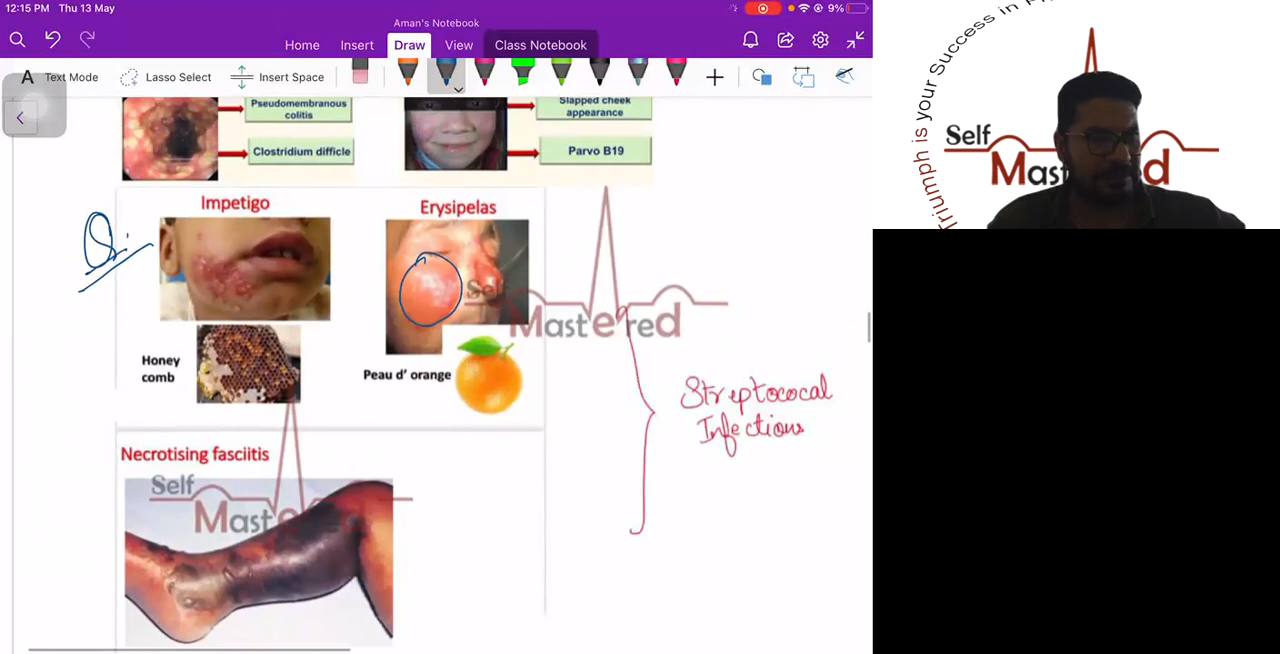 12:15 PM Thu 13 May
9%
Aman's Notebook
Home Insert Draw View Class Notebook
A Text Mode Lasso Select Insert Space
Pseudomembranous
colitis
Clostridium difficle
Slapped cheek
appearance
Parvo B19
Impetigo
Erysipelas
Honey
comb
Peau d' orange
Self
Mastered
Streptococal
Infections
Necrotising fasciitis
Self
Mast
Triumph is your Success in
Self
Mas d